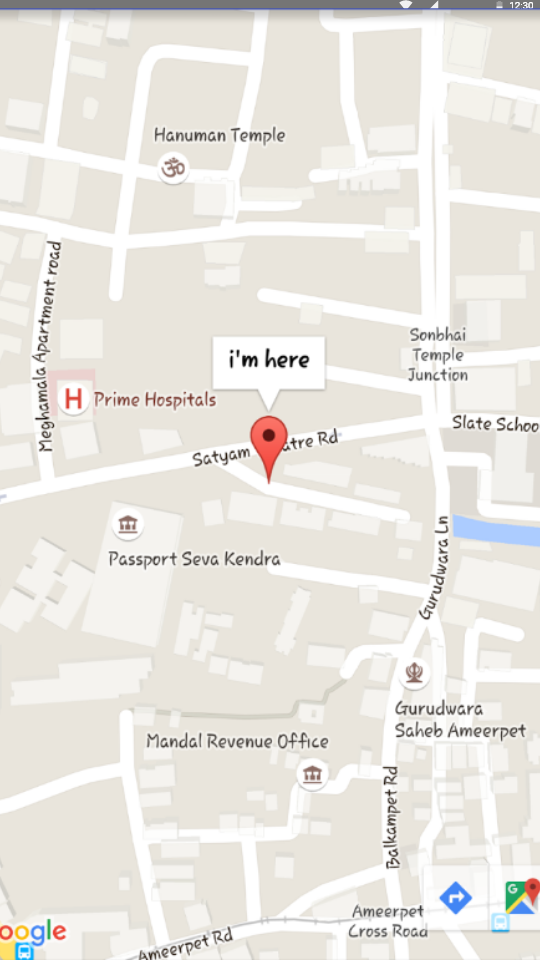 12:30
Hanuman Temple
Meghamala Apartment road
Sonbhai
Temple
Junction
i'm here
H
Prime Hospitals
Slate Schoo
Satyam
atre Rd
Passport Seva Kendra
Gurudwara Ln
Gurudwara
Saheb Ameerpet
Mandal Revenue Office
Balkampet Rd
G
Ameerpet
Cross Road
oogle
Ameerpet Rd